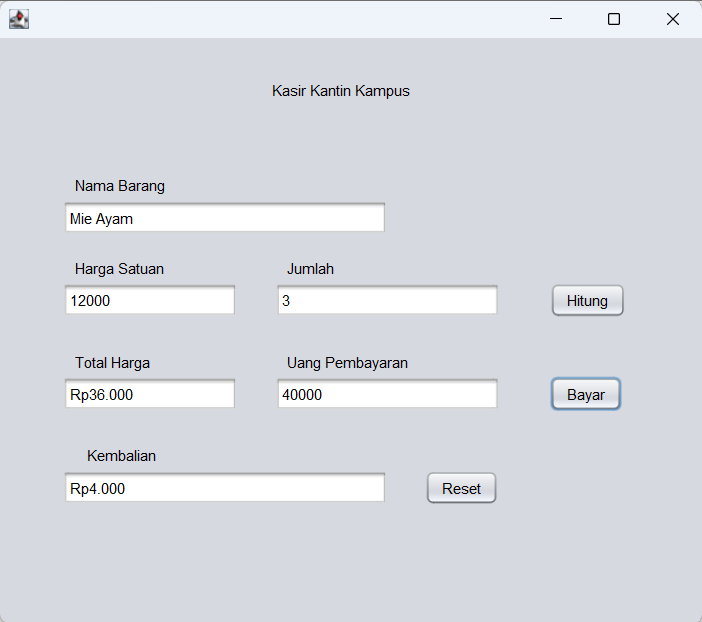 Kasir Kantin Kampus
Nama Barang
Mie Ayam
Harga Satuan Jumlah
12000 3 Hitung
Total Harga Uang Pembayaran
Rp36.000 40000 Bayar
Kembalian
Rp4.000 Reset